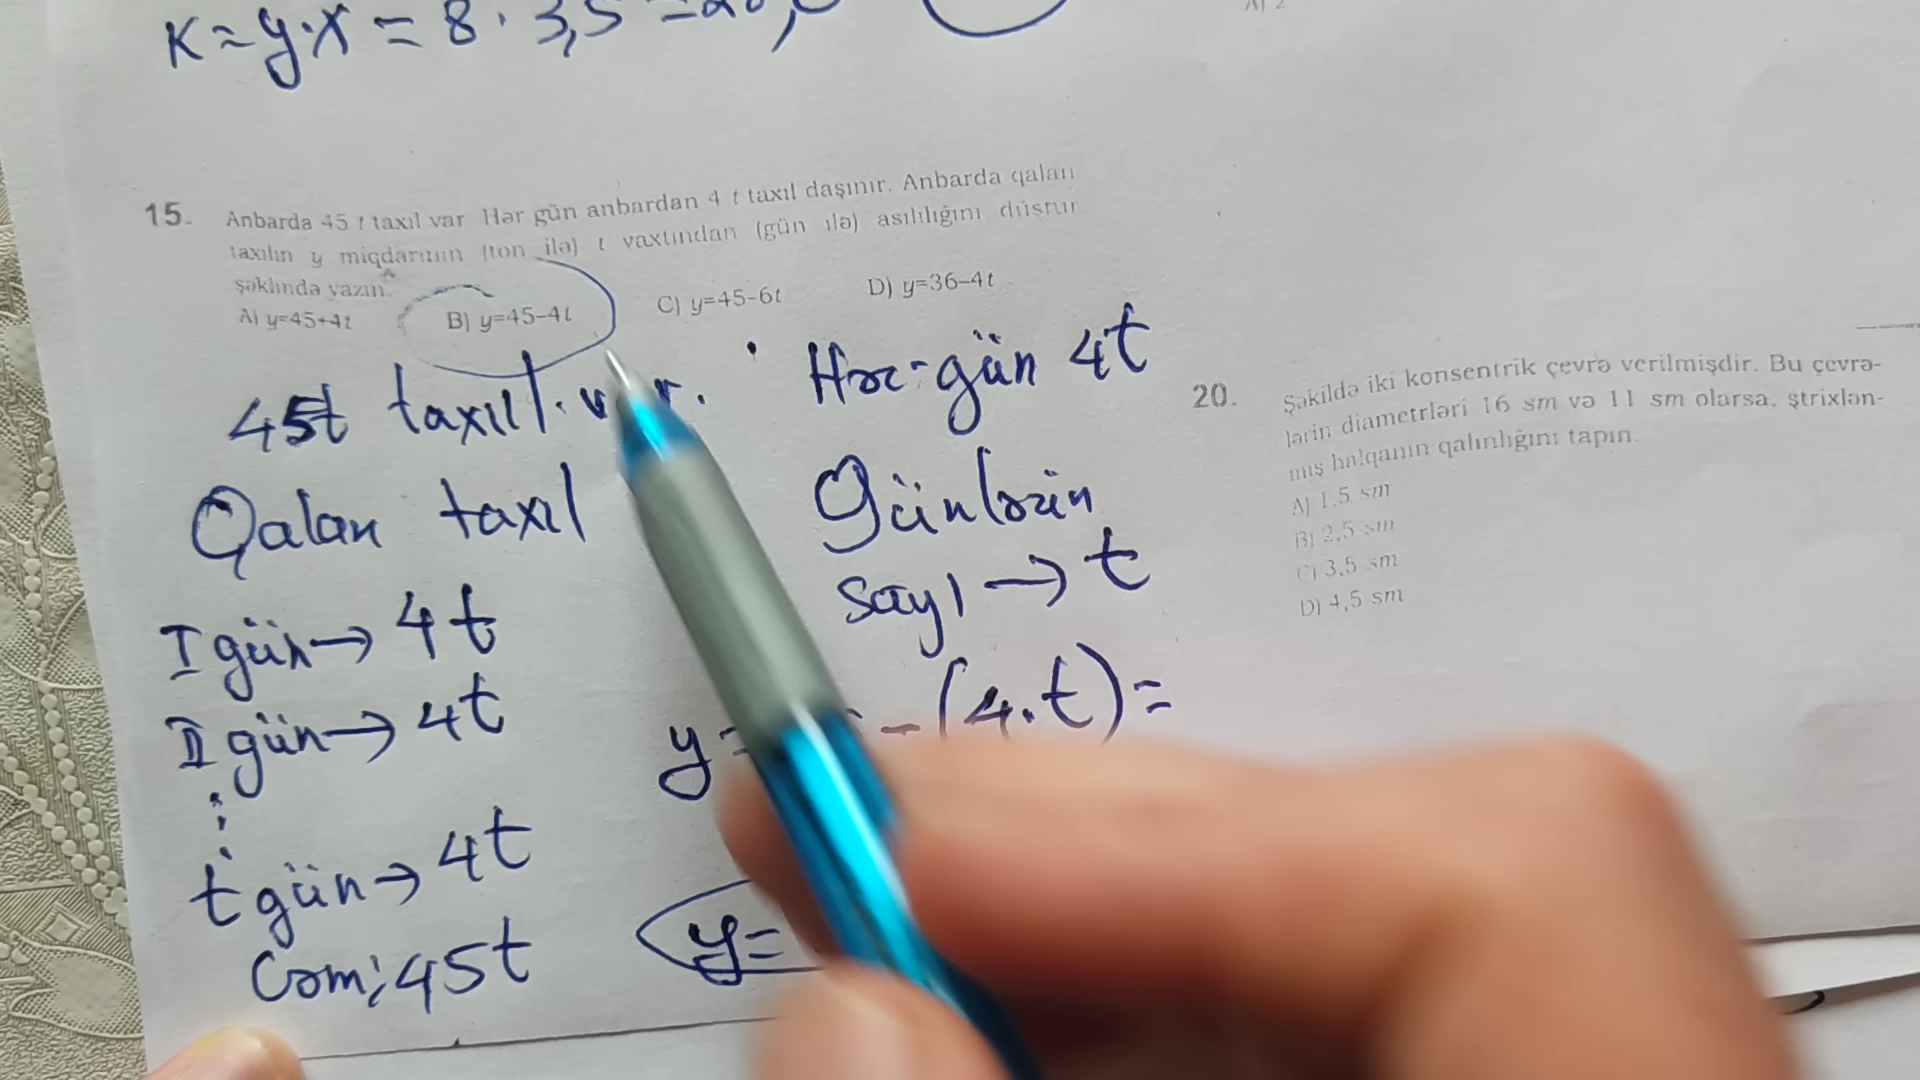 K=y·x=8·3,5=28,
A) 2
15. Anbarda 45 t taxıl var Hər gün anbardan 4 t taxıl daşınır. Anbarda qalan
taxılın y miqdarının (ton ilə) t vaxtından (gün ilə) asılılığını düstur
şəklində yazın.
A) y=45+4t B) y=45-4t C) y=45-6t D) y=36-4t
45t taxıl var.
Hər-gün 4t
Qalan taxıl
Günlərin
sayı→t
I gün→4t
II gün→4t
t gün→4t
Cəmi;45t
y= -(4.t)=
y=
20. Şəkildə iki konsentrik çevrə verilmişdir. Bu çevrə-
lərin diametrləri 16 sm və 11 sm olarsa, ştrixlən-
miş halqanın qalınlığını tapın.
A) 1,5 sm
B) 2,5 sm
C) 3,5 sm
D) 4,5 sm